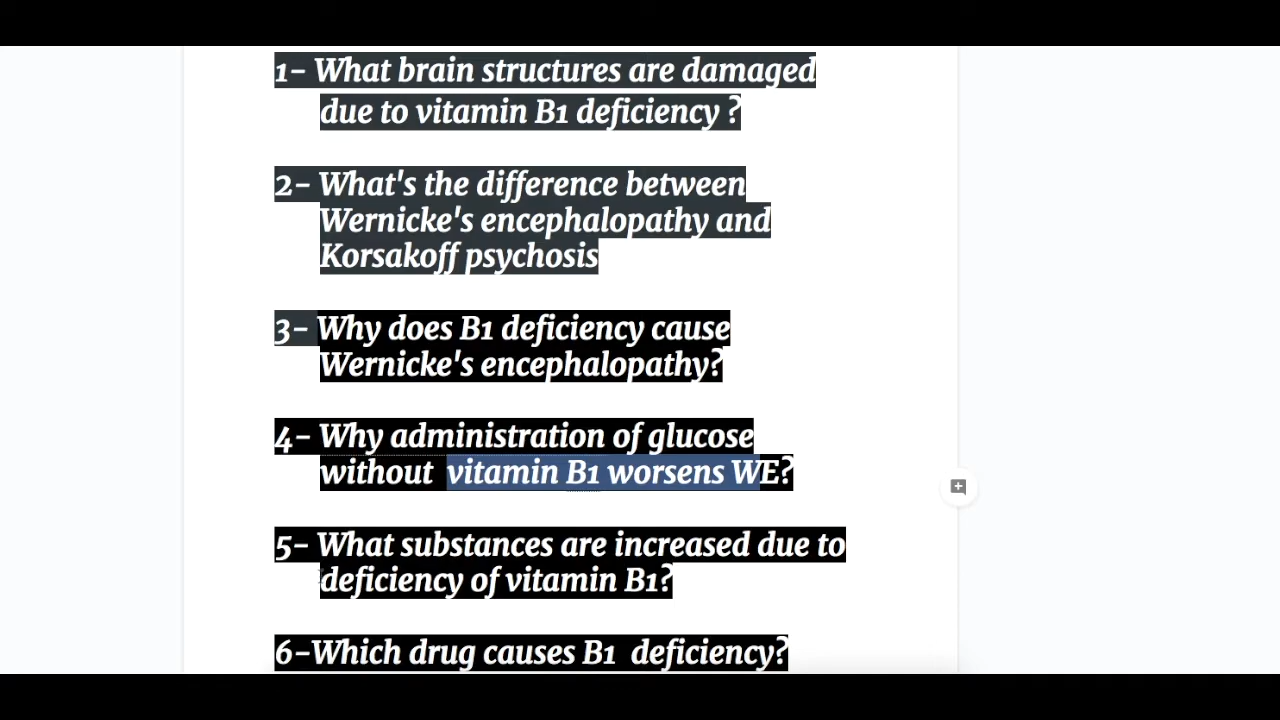 1- What brain structures are damaged
due to vitamin B1 deficiency ?
2- What's the difference between
Wernicke's encephalopathy and
Korsakoff psychosis
3- Why does B1 deficiency cause
Wernicke's encephalopathy?
4- Why administration of glucose
without vitamin B1 worsens WE?
5- What substances are increased due to
deficiency of vitamin B1?
6-Which drug causes B1 deficiency?